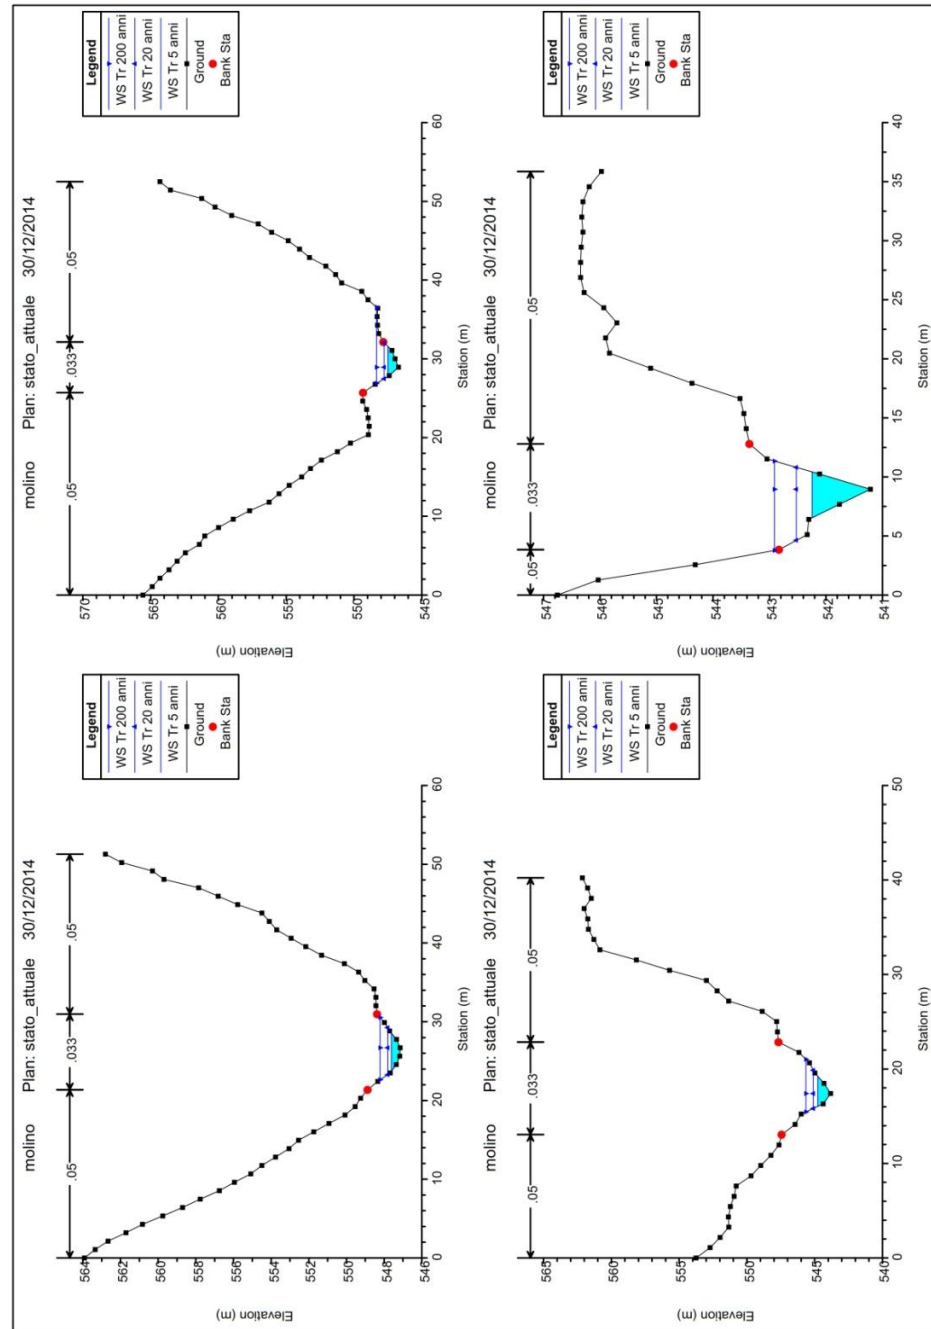 molino Plan: stato_attuale 30/12/2014
.05
.033
.05
Legend
WS Tr 200 anni
WS Tr 20 anni
WS Tr 5 anni
Ground
Bank Sta
564
562
560
558
556
554
552
550
548
546
Elevation (m)
0 10 20 30 40 50 60
Station (m)
molino Plan: stato_attuale 30/12/2014
.05
.033
.05
Legend
WS Tr 200 anni
WS Tr 20 anni
WS Tr 5 anni
Ground
Bank Sta
570
565
560
555
550
545
Elevation (m)
0 10 20 30 40 50 60
Station (m)
molino Plan: stato_attuale 30/12/2014
.05
.033
.05
Legend
WS Tr 200 anni
WS Tr 20 anni
WS Tr 5 anni
Ground
Bank Sta
565
560
555
550
545
540
Elevation (m)
0 10 20 30 40 50
Station (m)
molino Plan: stato_attuale 30/12/2014
.05
.033
.05
Legend
WS Tr 200 anni
WS Tr 20 anni
WS Tr 5 anni
Ground
Bank Sta
547
546
545
544
543
542
541
Elevation (m)
0 5 10 15 20 25 30 35 40
Station (m)